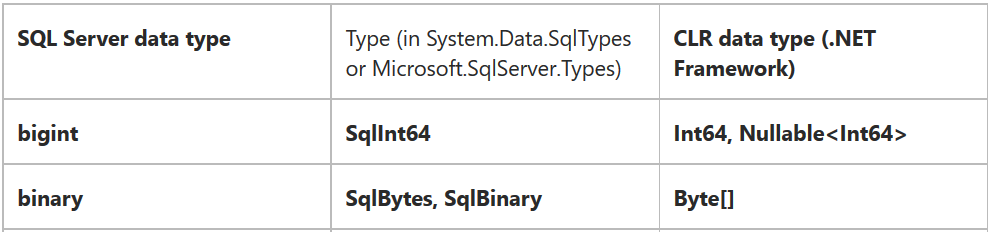 SQL Server data type
Type (in System.Data.SqlTypes
or Microsoft.SqlServer.Types)
CLR data type (.NET
Framework)
bigint
SqlInt64
Int64, Nullable<Int64>
binary
SqlBytes, SqlBinary
Byte[]